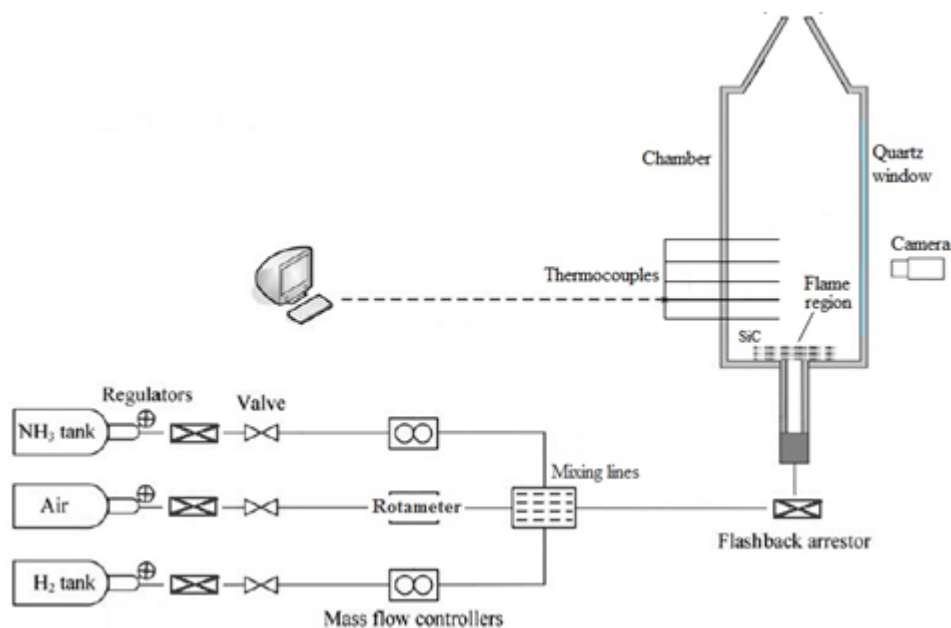 Chamber
Quartz
window
Camera
Thermocouples
Flame
region
SiC
Regulators
Valve
NH₃ tank
Mixing lines
Air
Rotameter
Flashback arrestor
H₂ tank
Mass flow controllers